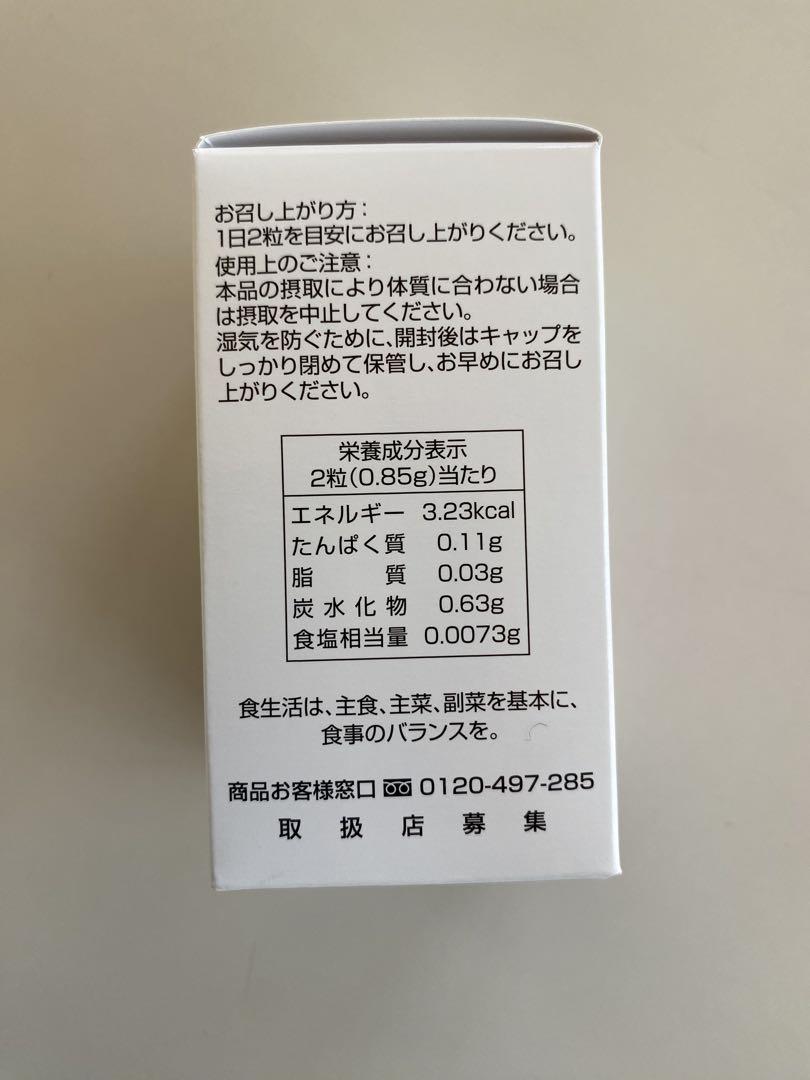 お召し上がり方：
1日2粒を目安にお召し上がりください。
使用上のご注意：
本品の摂取により体質に合わない場合
は摂取を中止してください。
湿気を防ぐために、開封後はキャップを
しっかり閉めて保管し、お早めにお召し
上がりください。
栄養成分表示
2粒(0.85g)当たり
エネルギー 3.23kcal
たんぱく質 0.11g
脂質 0.03g
炭水化物 0.63g
食塩相当量 0.0073g
食生活は、主食、主菜、副菜を基本に、
食事のバランスを。
商品お客様窓口 0120-497-285
取扱店募集